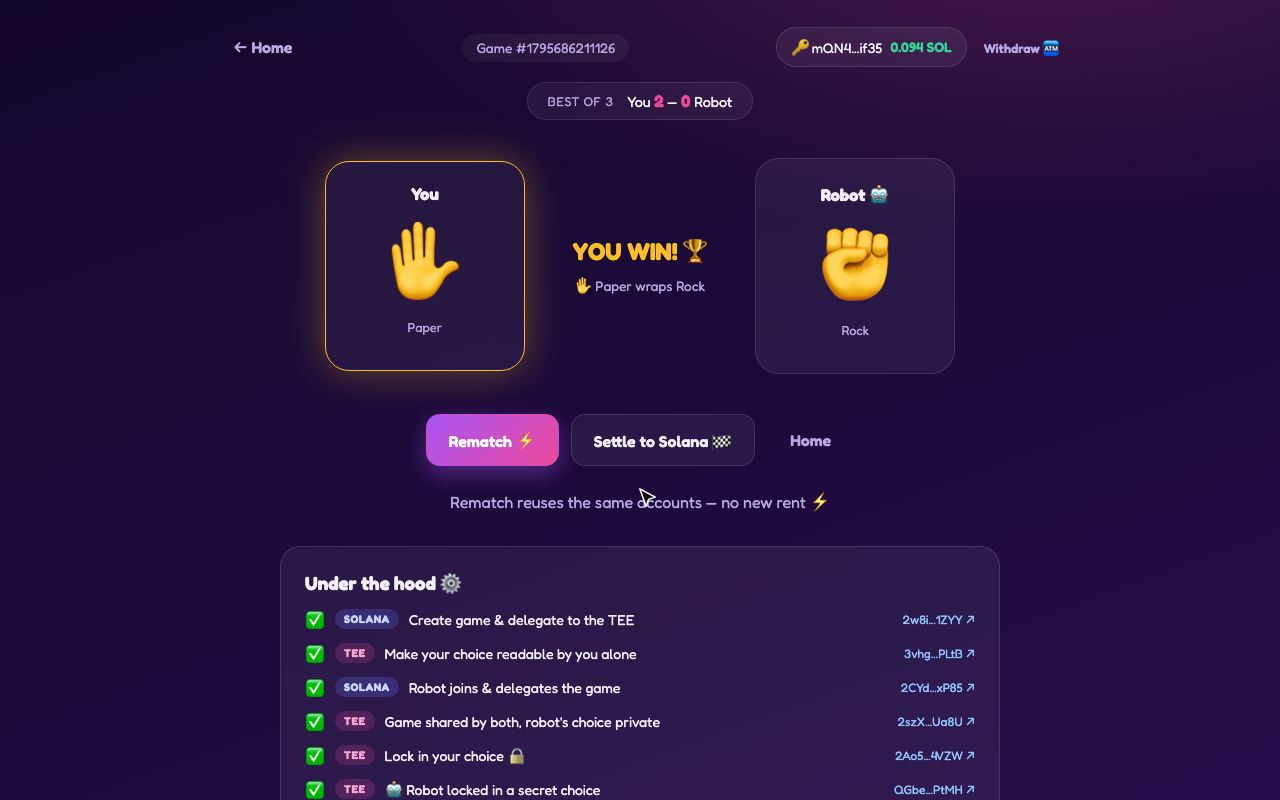 ← Home
Game #1795686211126
🔑 mQN4...if35 0.094 SOL
Withdraw 🏧
BEST OF 3 You 2 – 0 Robot
You
Paper
YOU WIN! 🏆
✋ Paper wraps Rock
Robot 🤖
Rock
Rematch ⚡
Settle to Solana 🏁
Home
Rematch reuses the same accounts – no new rent ⚡
Under the hood ⚙️
✅ SOLANA Create game & delegate to the TEE 2w8i...1ZYY ↗
✅ TEE Make your choice readable by you alone 3vhg...PLtB ↗
✅ SOLANA Robot joins & delegates the game 2CYd...xP85 ↗
✅ TEE Game shared by both, robot's choice private 2szX...Ua8U ↗
✅ TEE Lock in your choice 🔒 2Ao5...4VZW ↗
✅ TEE 🤖 Robot locked in a secret choice QGbe...PtMH ↗